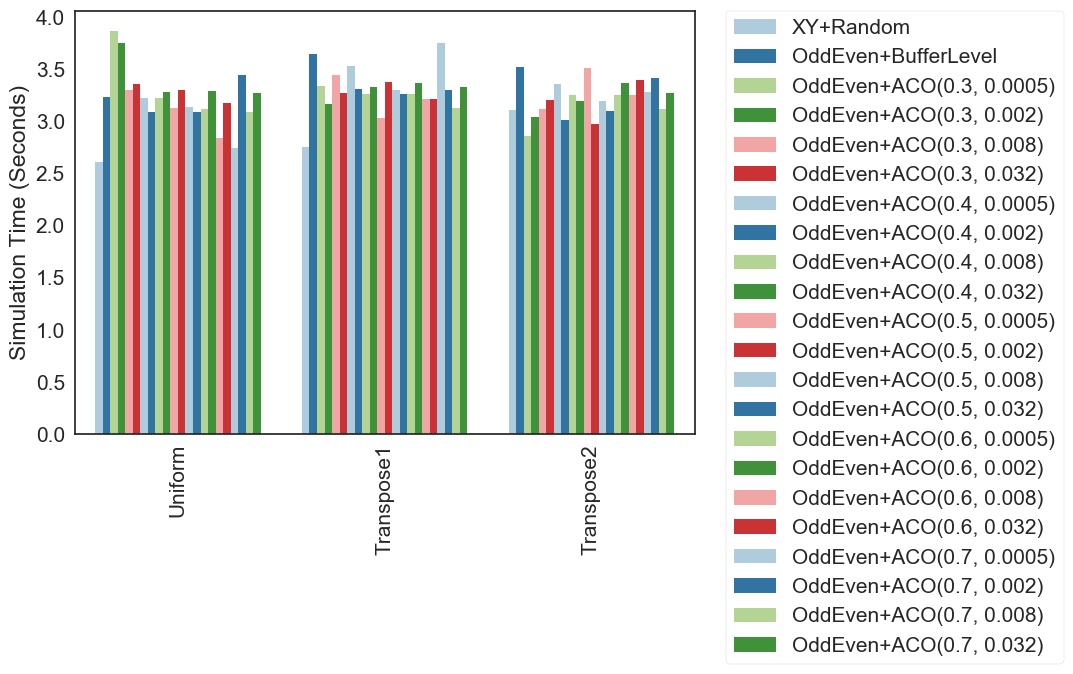 Simulation Time (Seconds)
4.0
3.5
3.0
2.5
2.0
1.5
1.0
0.5
0.0
Uniform
Transpose1
Transpose2
XY+Random
OddEven+BufferLevel
OddEven+ACO(0.3, 0.0005)
OddEven+ACO(0.3, 0.002)
OddEven+ACO(0.3, 0.008)
OddEven+ACO(0.3, 0.032)
OddEven+ACO(0.4, 0.0005)
OddEven+ACO(0.4, 0.002)
OddEven+ACO(0.4, 0.008)
OddEven+ACO(0.4, 0.032)
OddEven+ACO(0.5, 0.0005)
OddEven+ACO(0.5, 0.002)
OddEven+ACO(0.5, 0.008)
OddEven+ACO(0.5, 0.032)
OddEven+ACO(0.6, 0.0005)
OddEven+ACO(0.6, 0.002)
OddEven+ACO(0.6, 0.008)
OddEven+ACO(0.6, 0.032)
OddEven+ACO(0.7, 0.0005)
OddEven+ACO(0.7, 0.002)
OddEven+ACO(0.7, 0.008)
OddEven+ACO(0.7, 0.032)